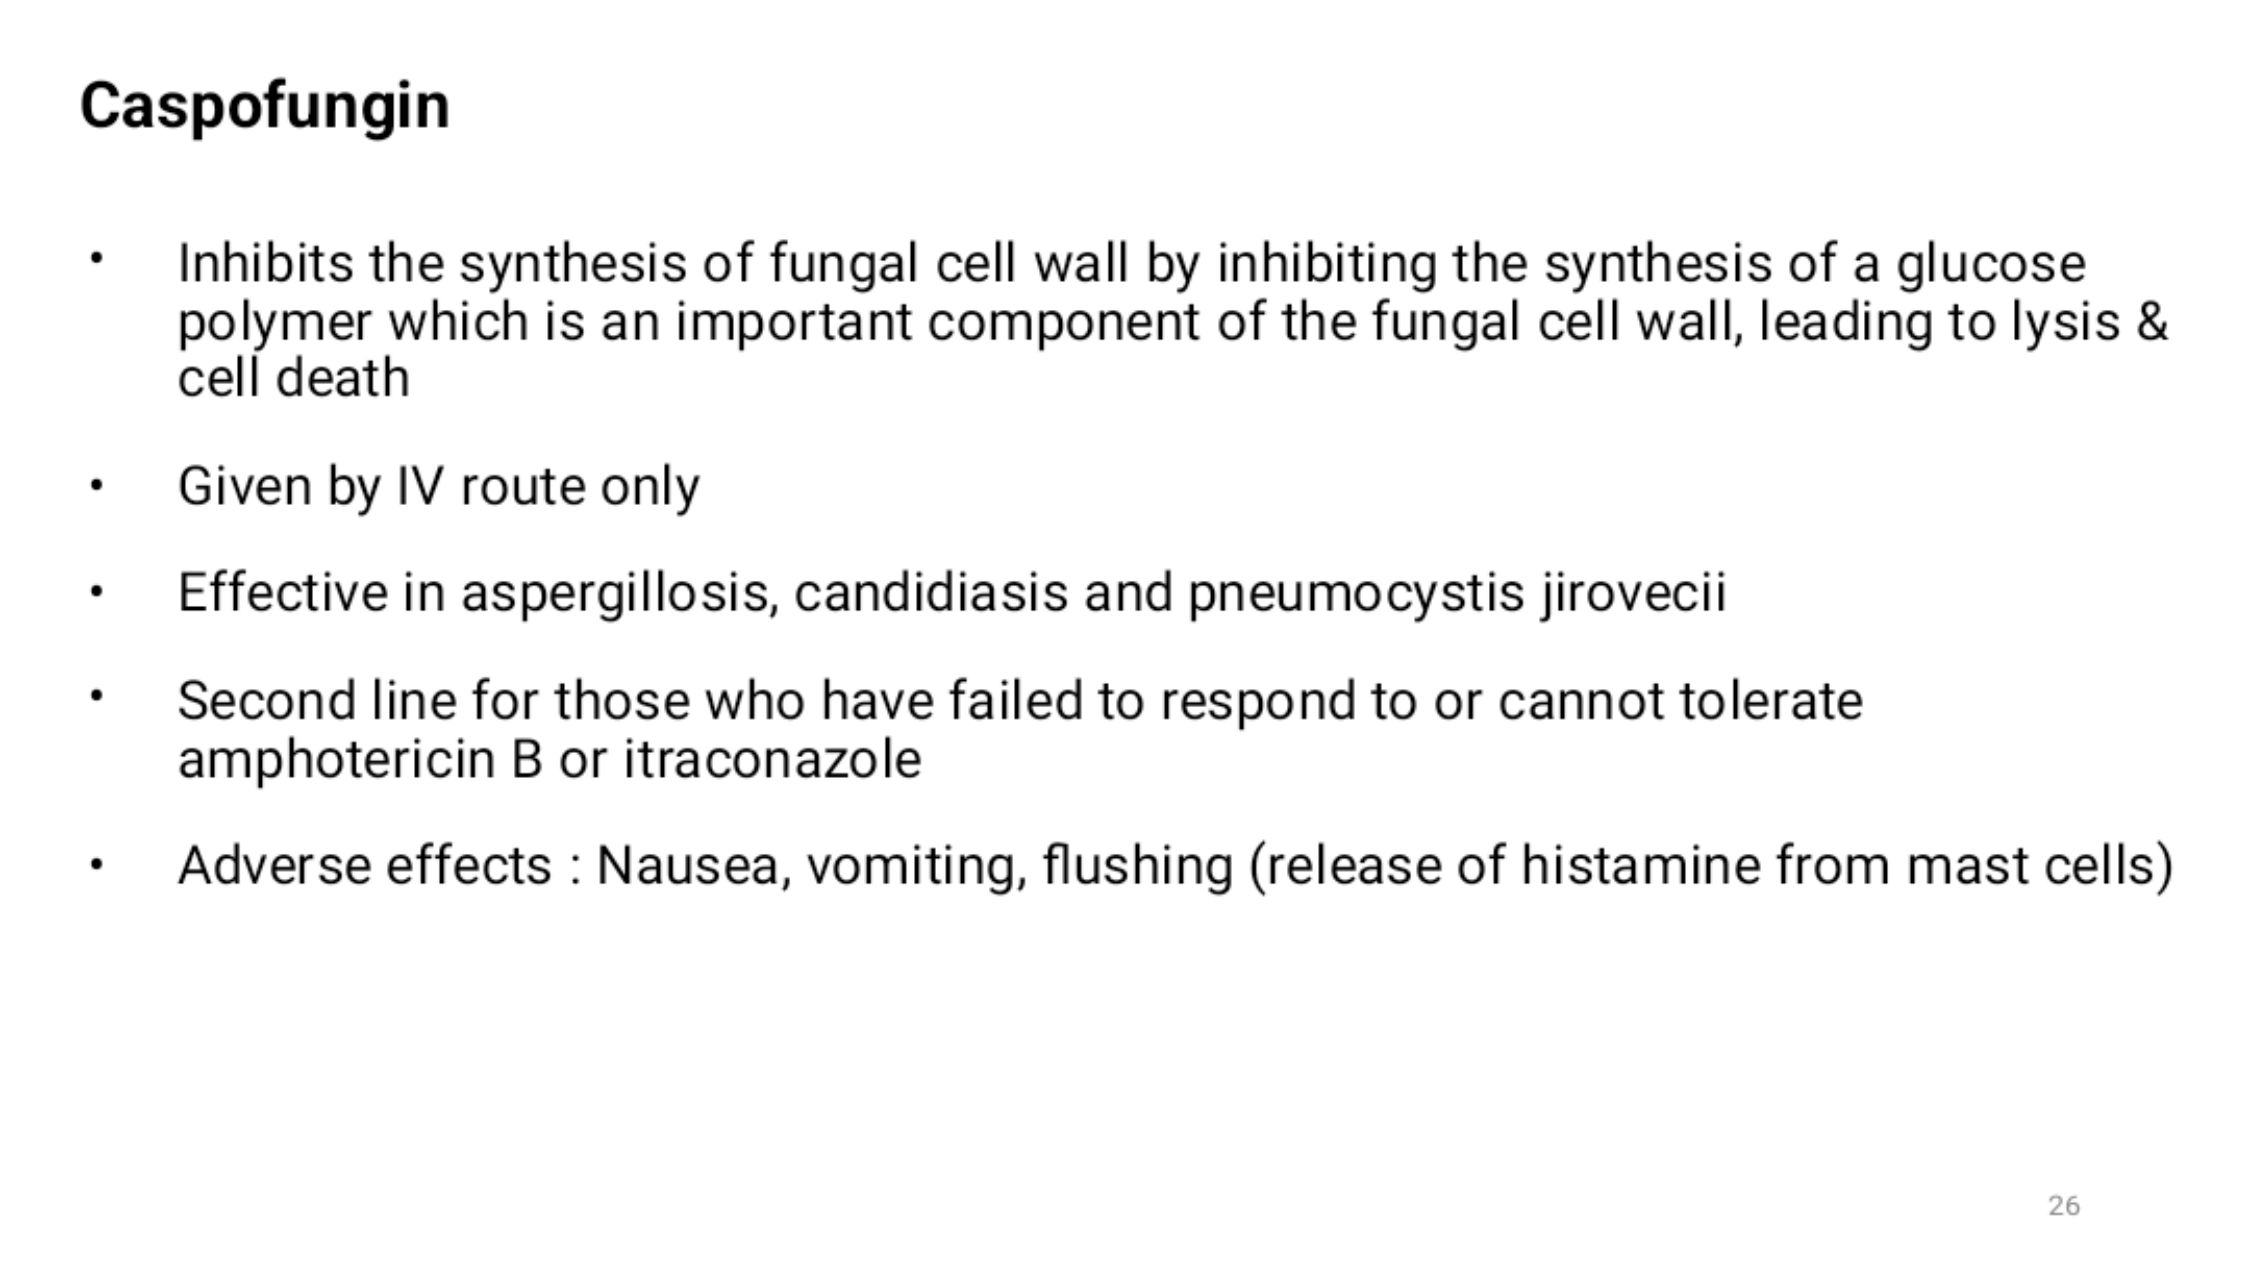 Caspofungin
• Inhibits the synthesis of fungal cell wall by inhibiting the synthesis of a glucose
polymer which is an important component of the fungal cell wall, leading to lysis &
cell death
• Given by IV route only
• Effective in aspergillosis, candidiasis and pneumocystis jirovecii
• Second line for those who have failed to respond to or cannot tolerate
amphotericin B or itraconazole
• Adverse effects : Nausea, vomiting, flushing (release of histamine from mast cells)
26